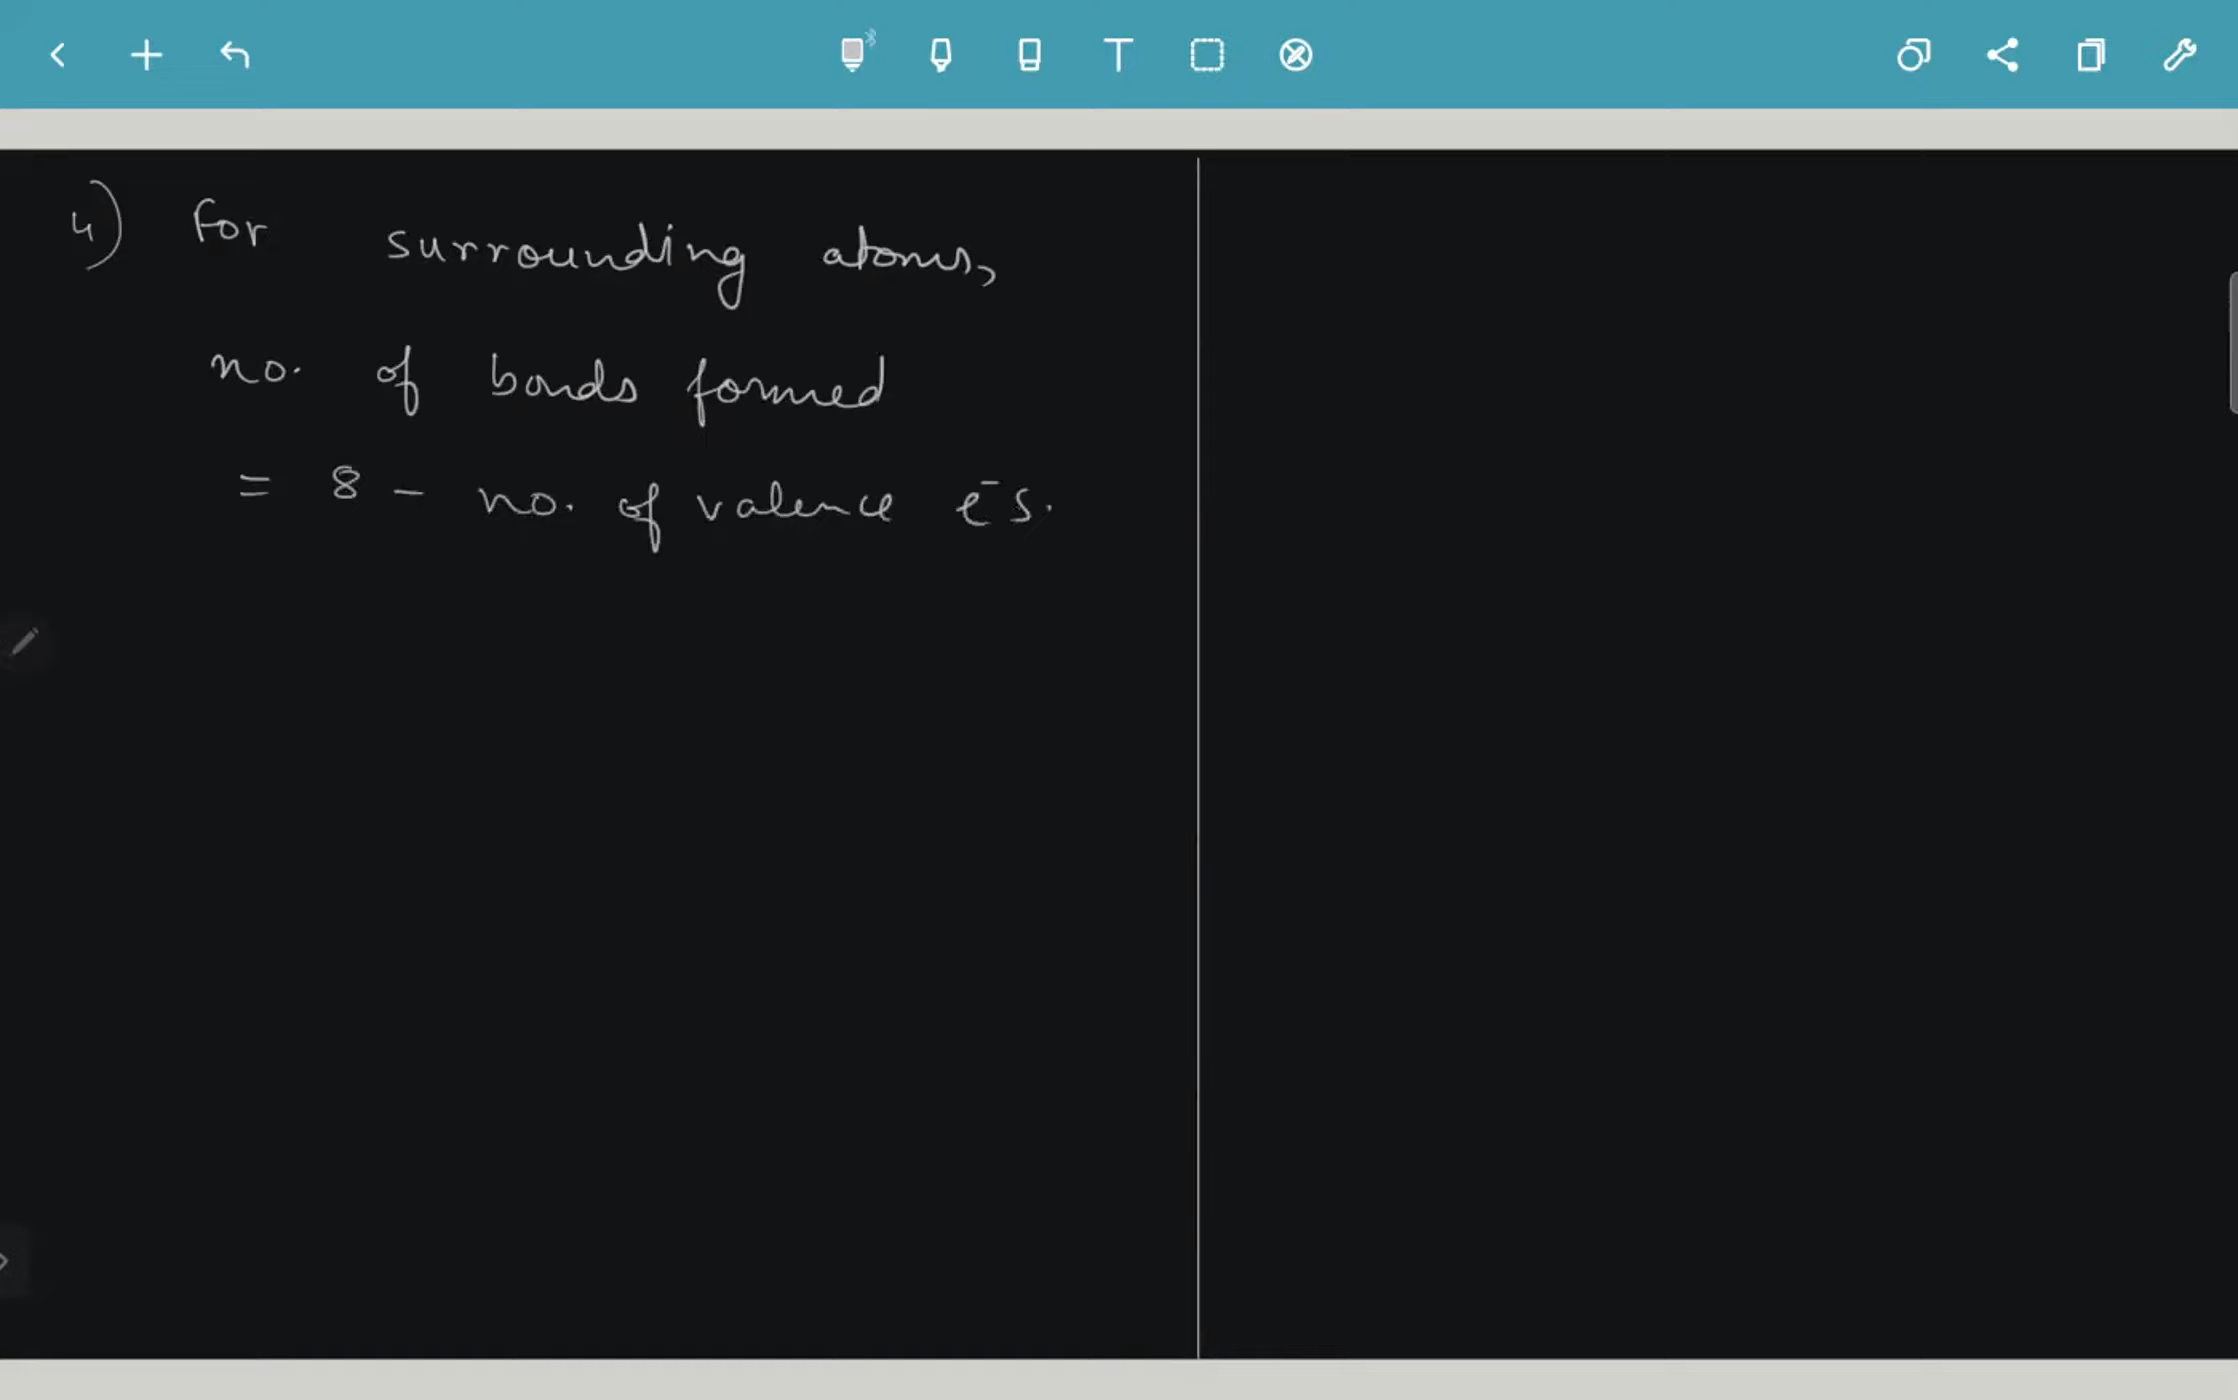 4) For surrounding atoms,
no. of bonds formed
= 8 - no. of valence e̅s.